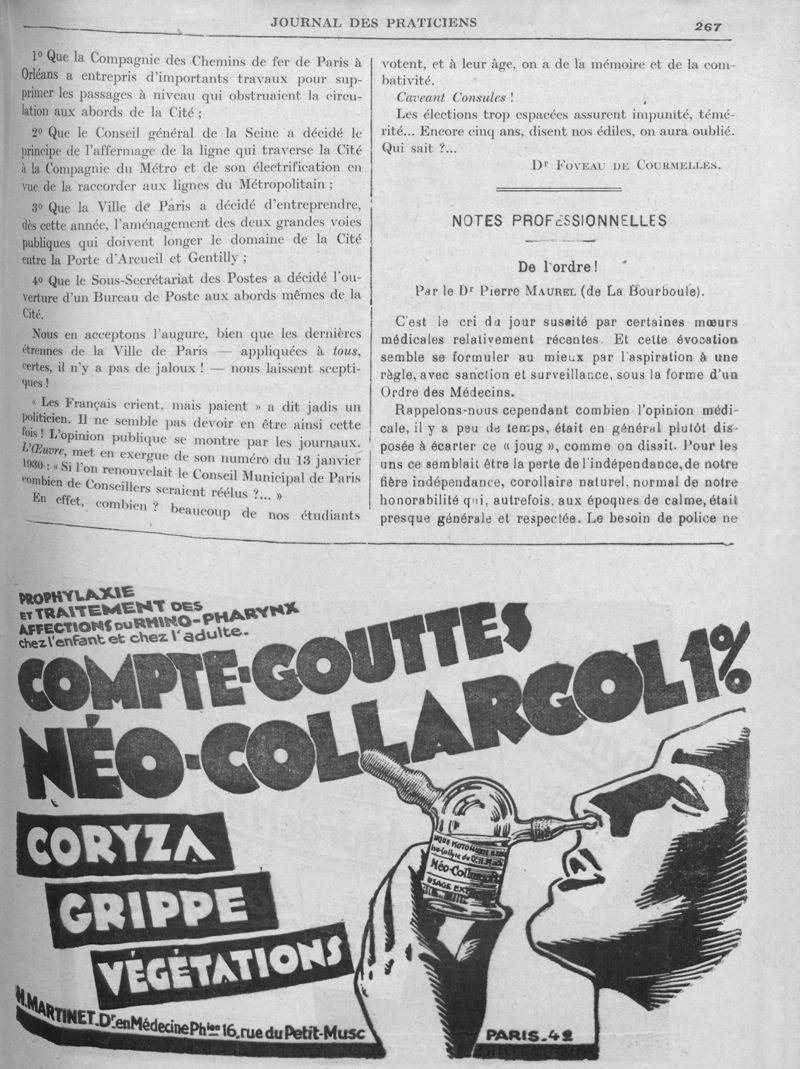 JOURNAL DES PRATICIENS
267
1º Que la Compagnie des Chemins de fer de Paris à
Orléans a entrepris d'importants travaux pour sup-
primer les passages à niveau qui obstruaient la circu-
lation aux abords de la Cité ;
2º Que le Conseil général de la Seine a décidé le
principe de l'affermage de la ligne qui traverse la Cité
à la Compagnie du Métro et de son électrification en
vue de la raccorder aux lignes du Métropolitain ;
3º Que la Ville de Paris a décidé d'entreprendre,
dès cette année, l'aménagement des deux grandes voies
publiques qui doivent longer le domaine de la Cité
entre la Porte d'Arcueil et Gentilly ;
4º Que le Sous-Secrétariat des Postes a décidé l'ou-
verture d'un Bureau de Poste aux abords mêmes de la
Cité.
Nous en acceptons l'augure, bien que les dernières
étrennes de la Ville de Paris — appliquées à tous,
certes, il n'y a pas de jaloux ! — nous laissent scepti-
ques !
« Les Français crient, mais paient » a dit jadis un
politicien. Il ne semble pas devoir en être ainsi cette
fois ! L'opinion publique se montre par les journaux.
L'Œuvre, met en exergue de son numéro du 13 janvier
1930 : « Si l'on renouvelait le Conseil Municipal de Paris
combien de Conseillers seraient réélus ?... »
En effet, combien ? beaucoup de nos étudiants
votent, et à leur âge, on a de la mémoire et de la com-
bativité.
Caveant Consules !
Les élections trop espacées assurent impunité, témé-
rité... Encore cinq ans, disent nos édiles, on aura oublié.
Qui sait ?...
Dr FOVEAU DE COURMELLES.
NOTES PROFESSIONNELLES
De l'ordre !
Par le Dr Pierre MAUREL (de La Bourboule).
C'est le cri du jour suscité par certaines mœurs
médicales relativement récentes. Et cette évocation
semble se formuler au mieux par l'aspiration à une
règle, avec sanction et surveillance, sous la forme d'un
Ordre des Médecins.
Rappelons-nous cependant combien l'opinion médi-
cale, il y a peu de temps, était en général plutôt dis-
posée à écarter ce « joug », comme on disait. Pour les
uns ce semblait être la perte de l'indépendance, de notre
fière indépendance, corollaire naturel, normal de notre
honorabilité qui, autrefois, aux époques de calme, était
presque générale et respectée. Le besoin de police ne
PROPHYLAXIE
ET TRAITEMENT DES
AFFECTIONS DU RHINO-PHARYNX
chez l'enfant et chez l'adulte.
COMPTE-GOUTTES
NÉO-COLLARGOL 1%
Néo-Coll
USAGE EXT
CORYZA
GRIPPE
VÉGÉTATIONS
H. MARTINET. Dr en Médecine Phien 16, rue du Petit-Musc
PARIS_4e